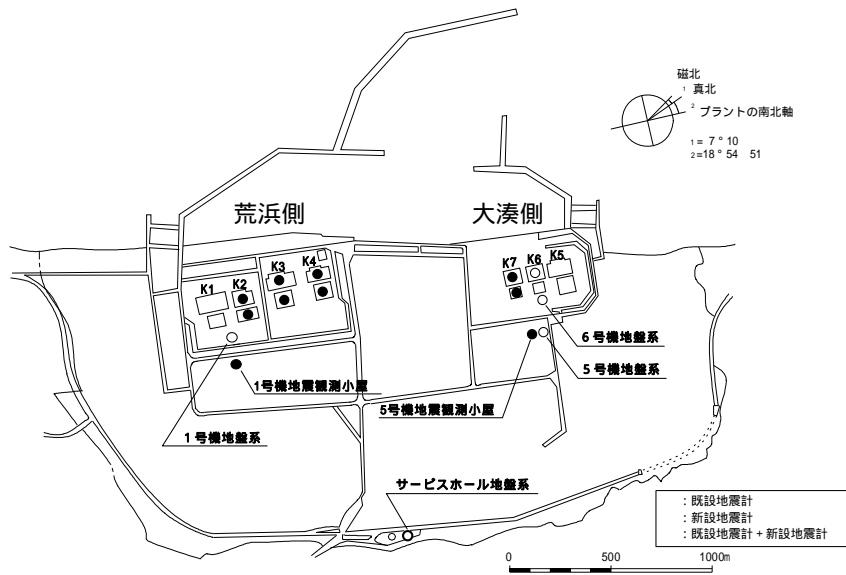 磁北
1 真北
2 プラントの南北軸
1 = 7 ° 10
2 =18 ° 54 51
荒浜側
大湊側
K1
K2
K3
K4
K7
K6
K5
6号機地盤系
5号機地盤系
1号機地震観測小屋
5号機地震観測小屋
1号機地盤系
サービスホール地盤系
: 既設地震計
: 新設地震計
: 既設地震計 + 新設地震計
0 500 1000m